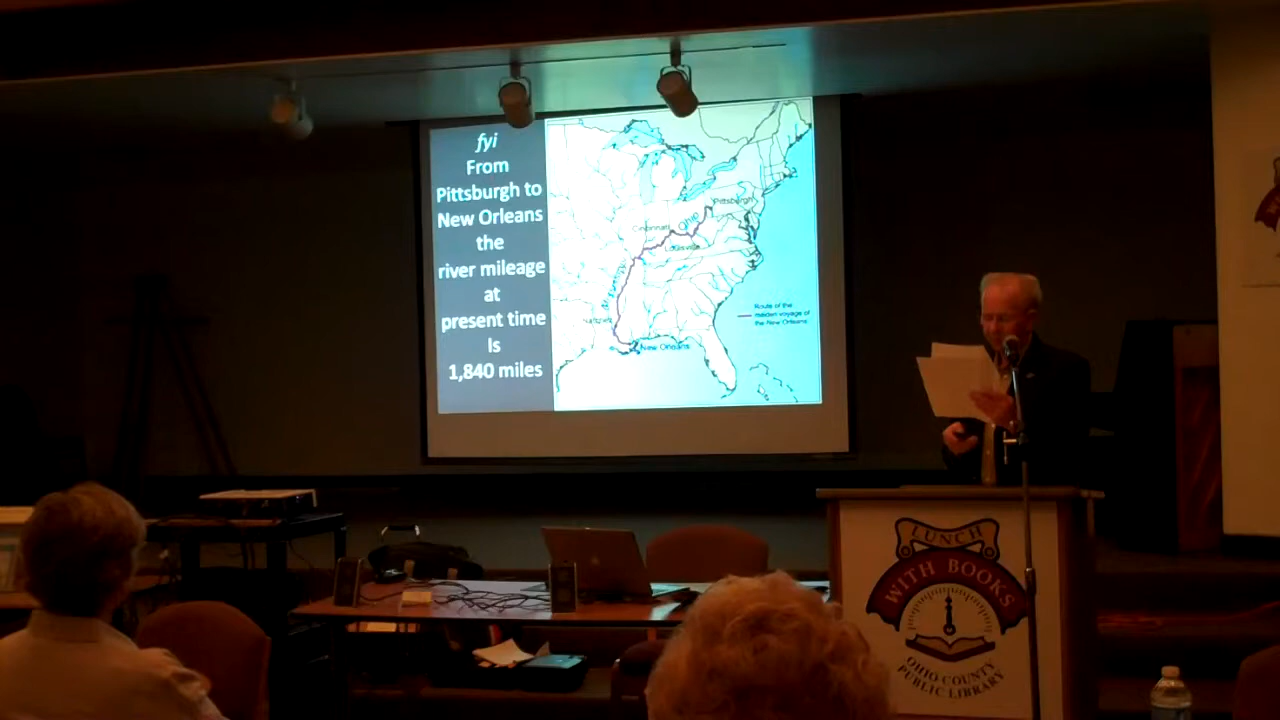 fyi
From
Pittsburgh to
New Orleans
the
river mileage
at
present time
Is
1,840 miles
Pittsburgh
Ohio
Cincinnati
Louisville
Natchez
New Orleans
Route of the
maiden voyage of
the New Orleans
LUNCH
WITH BOOKS
OHIO COUNTY
PUBLIC LIBRARY